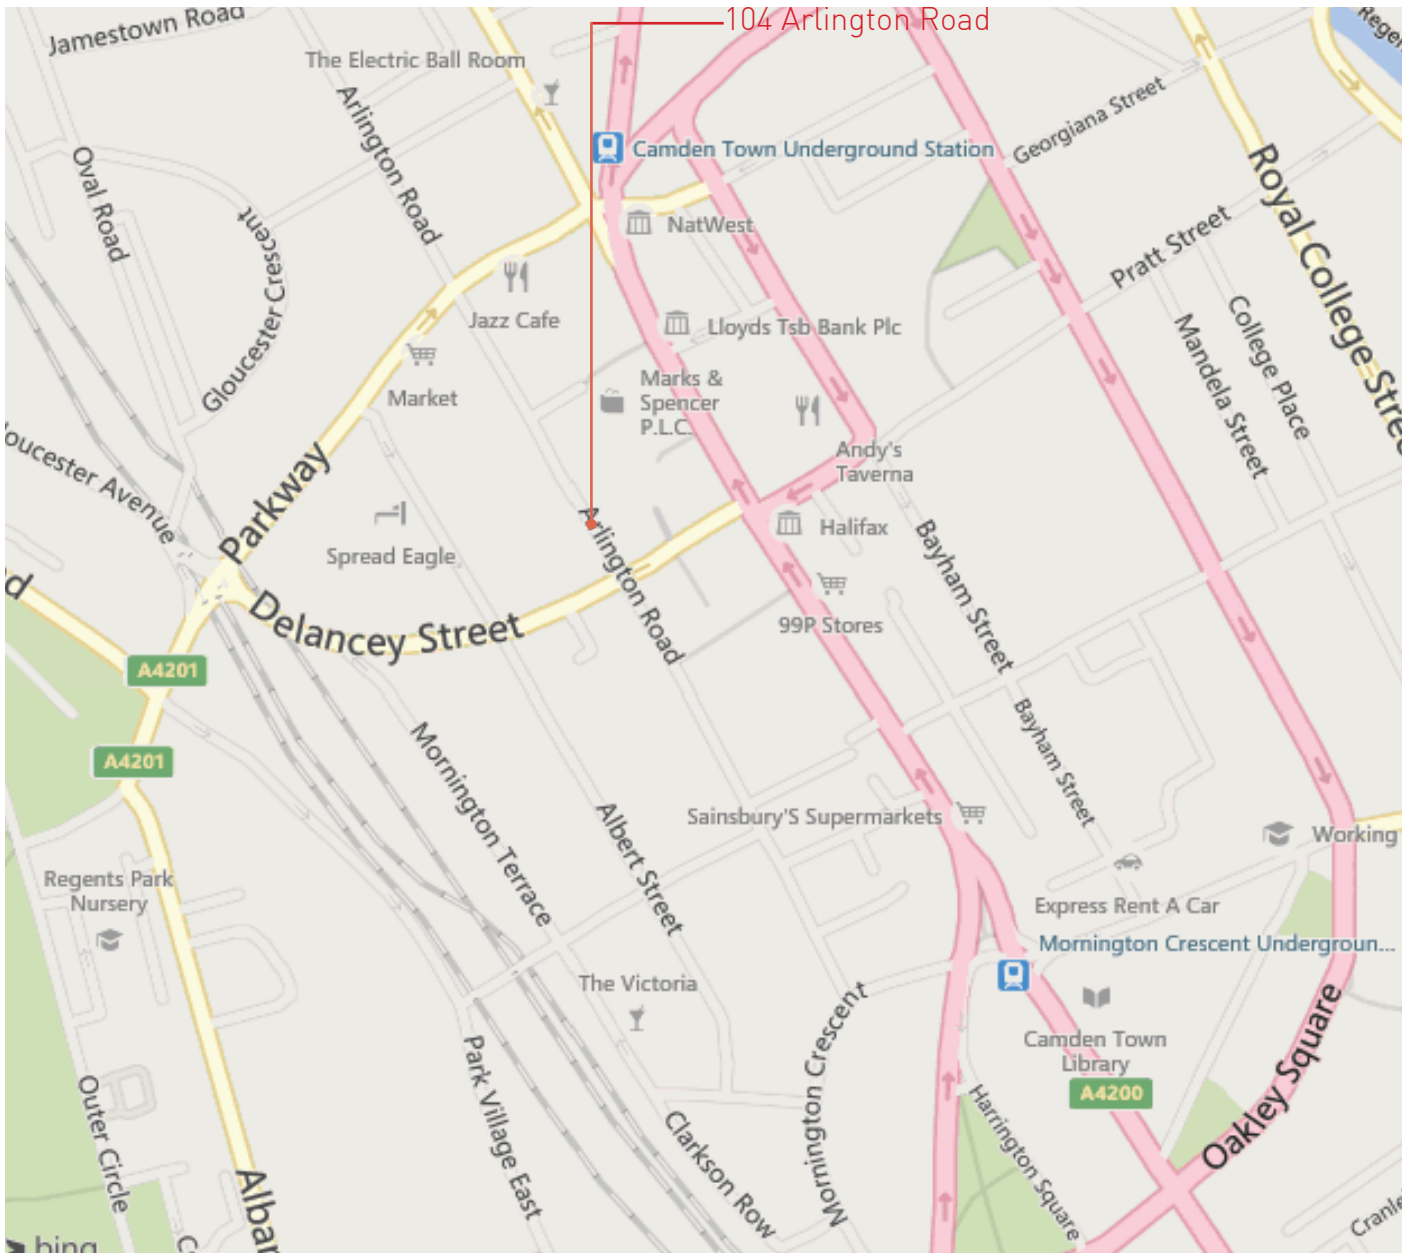 104 Arlington Road
Jamestown Road
The Electric Ball Room
Arlington Road
Georgiana Street
Camden Town Underground Station
Oval Road
Royal College Street
Gloucester Crescent
NatWest
Pratt Street
Jazz Cafe
Lloyds Tsb Bank Plc
College Place
Mandela Street
Market
Marks &
Spencer
P.L.C.
Andy's
Taverna
oucester Avenue
Parkway
Spread Eagle
Halifax
Arlington Road
Bayham Street
d
Delancey Street
99P Stores
A4201
Bayham Street
A4201
Mornington Terrace
Albert Street
Sainsbury'S Supermarkets
Working
Regents Park
Nursery
Express Rent A Car
Mornington Crescent Undergroun...
The Victoria
Mornington Crescent
Camden Town
Library
A4200
Oakley Square
Outer Circle
Park Village East
Clarkson Row
Harrington Square
Alban
bing